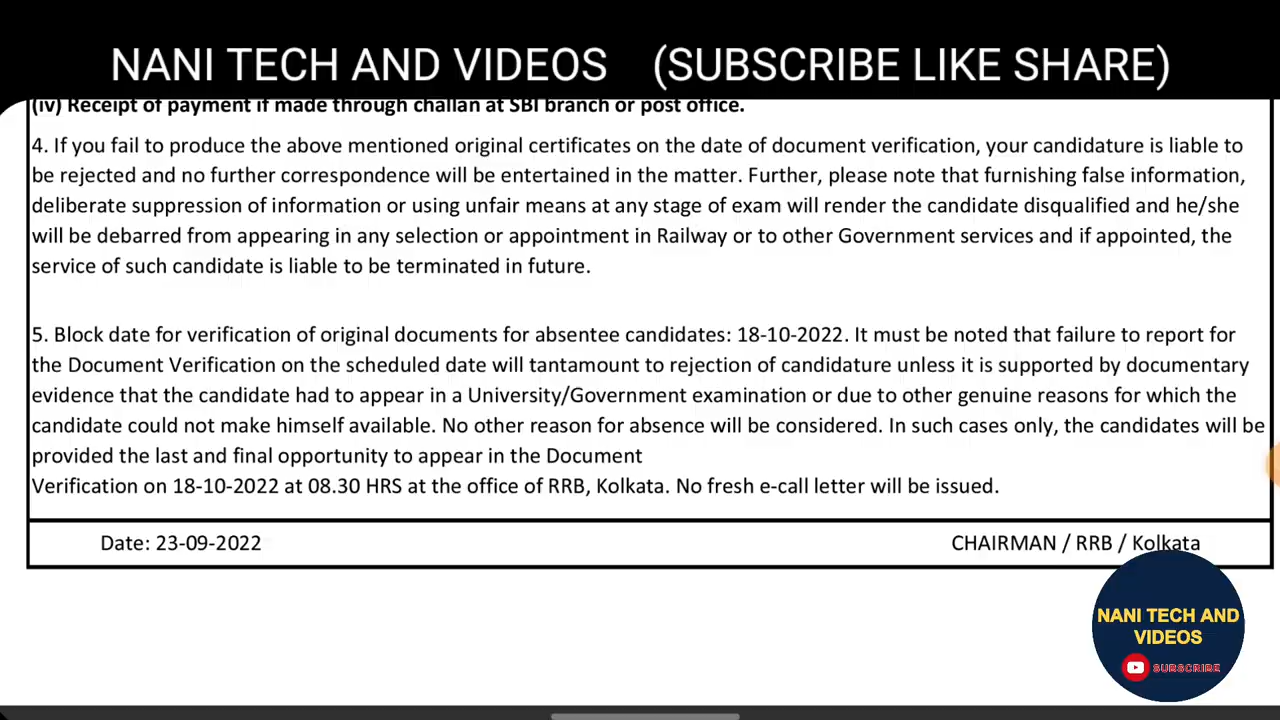 NANI TECH AND VIDEOS (SUBSCRIBE LIKE SHARE)
(iv) Receipt of payment if made through challan at SBI branch or post office.
4. If you fail to produce the above mentioned original certificates on the date of document verification, your candidature is liable to
be rejected and no further correspondence will be entertained in the matter. Further, please note that furnishing false information,
deliberate suppression of information or using unfair means at any stage of exam will render the candidate disqualified and he/she
will be debarred from appearing in any selection or appointment in Railway or to other Government services and if appointed, the
service of such candidate is liable to be terminated in future.
5. Block date for verification of original documents for absentee candidates: 18-10-2022. It must be noted that failure to report for
the Document Verification on the scheduled date will tantamount to rejection of candidature unless it is supported by documentary
evidence that the candidate had to appear in a University/Government examination or due to other genuine reasons for which the
candidate could not make himself available. No other reason for absence will be considered. In such cases only, the candidates will be
provided the last and final opportunity to appear in the Document
Verification on 18-10-2022 at 08.30 HRS at the office of RRB, Kolkata. No fresh e-call letter will be issued.
Date: 23-09-2022 CHAIRMAN / RRB / Kolkata
NANI TECH AND
VIDEOS
SUBSCRIBE